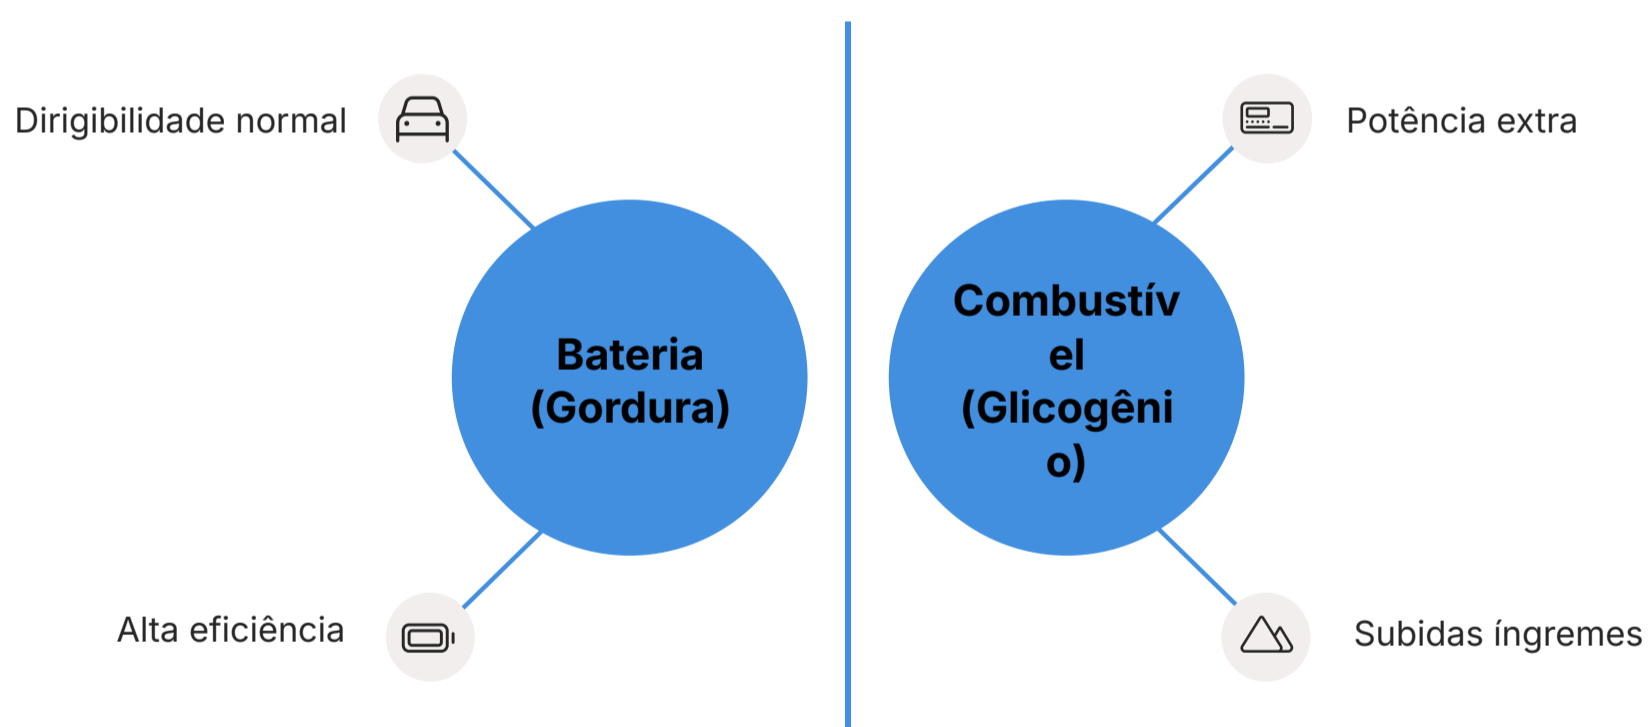 Dirigibilidade normal
Bateria
(Gordura)
Alta eficiência
Potência extra
Combustív
el
(Glicogêni
o)
Subidas íngremes